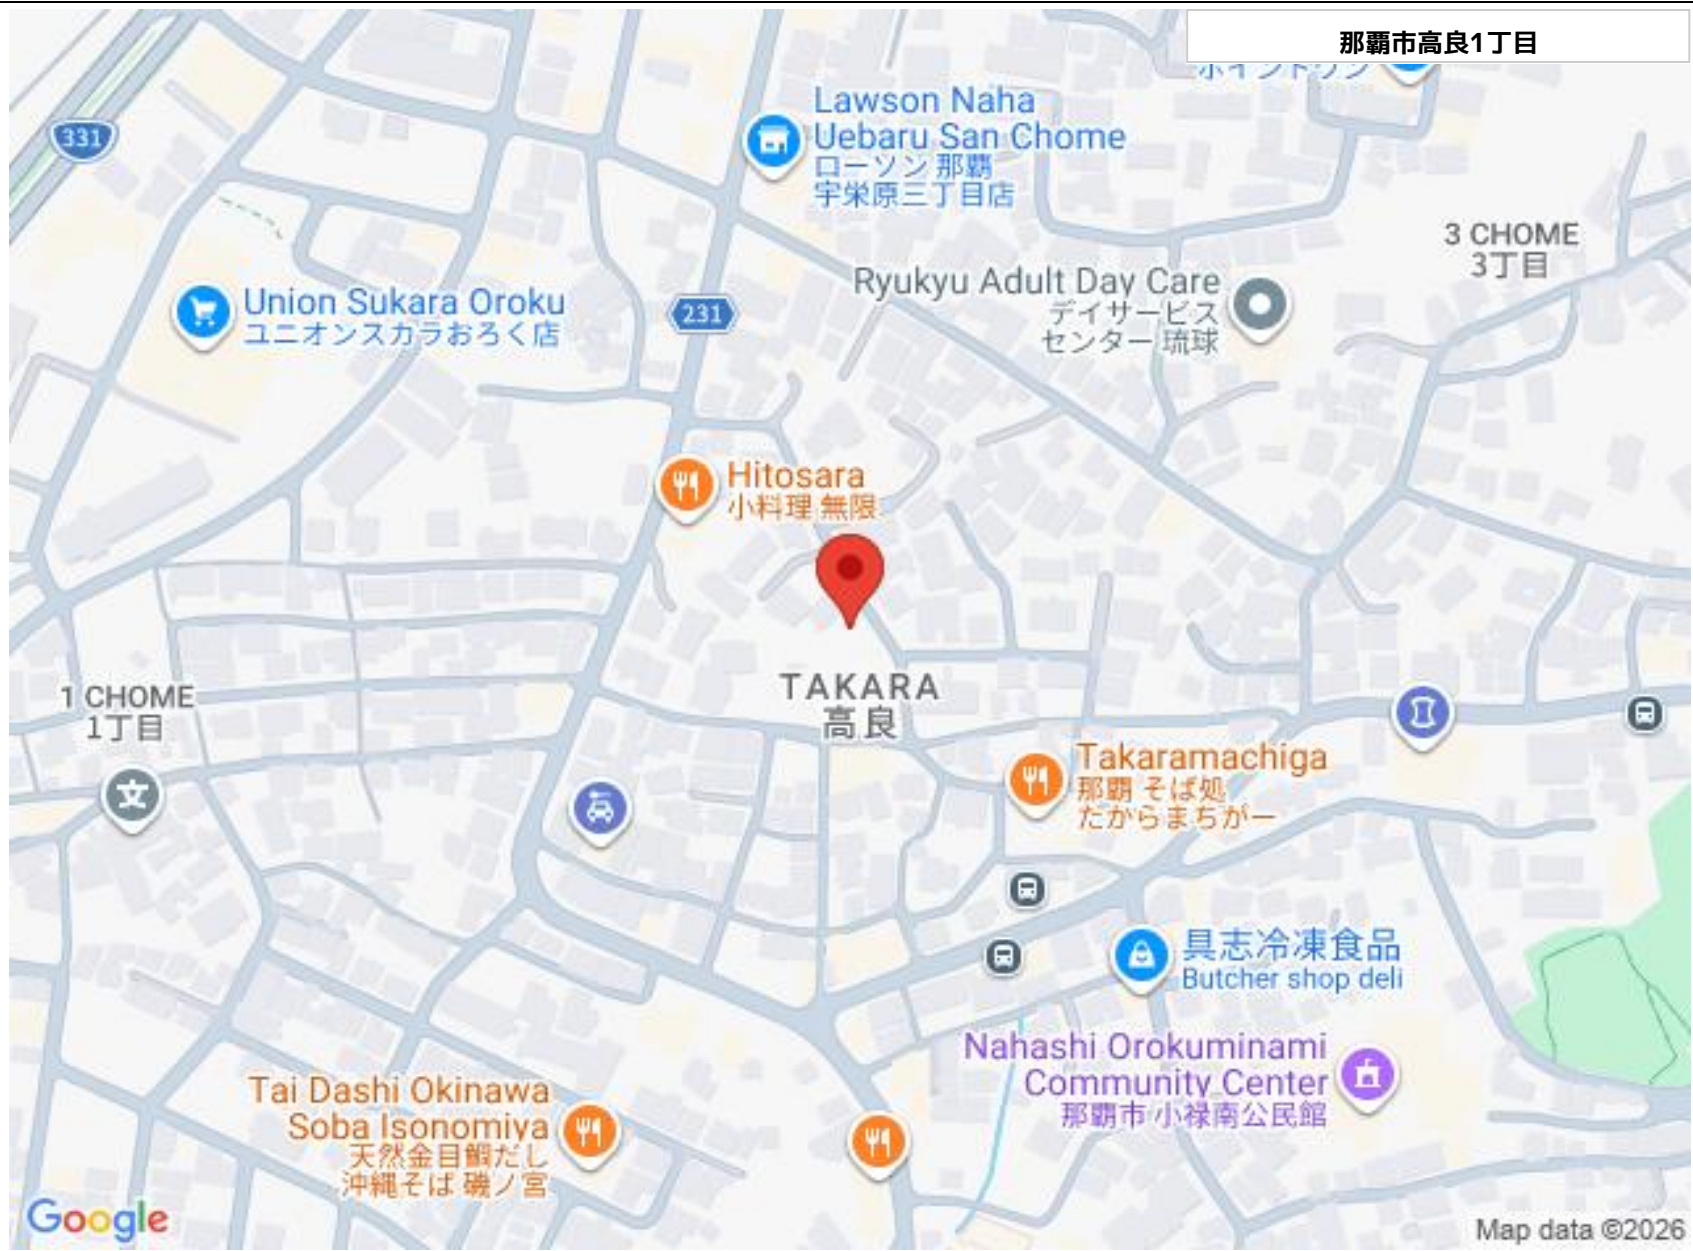 那覇市高良1丁目
ポイントワン
331
Lawson Naha
Uebaru San Chome
ローソン 那覇
宇栄原三丁目店
3 CHOME
3丁目
Ryukyu Adult Day Care
デイサービス
センター 琉球
Union Sukara Oroku
ユニオンスカラおろく店
231
Hitosara
小料理 無限
TAKARA
高良
1 CHOME
1丁目
文
Takaramachiga
那覇 そば処
たからまちがー
具志冷凍食品
Butcher shop deli
Nahashi Orokuminami
Community Center
那覇市 小禄南公民館
Tai Dashi Okinawa
Soba Isonomiya
天然金目鯛だし
沖縄そば 磯ノ宮
Google
Map data ©2026